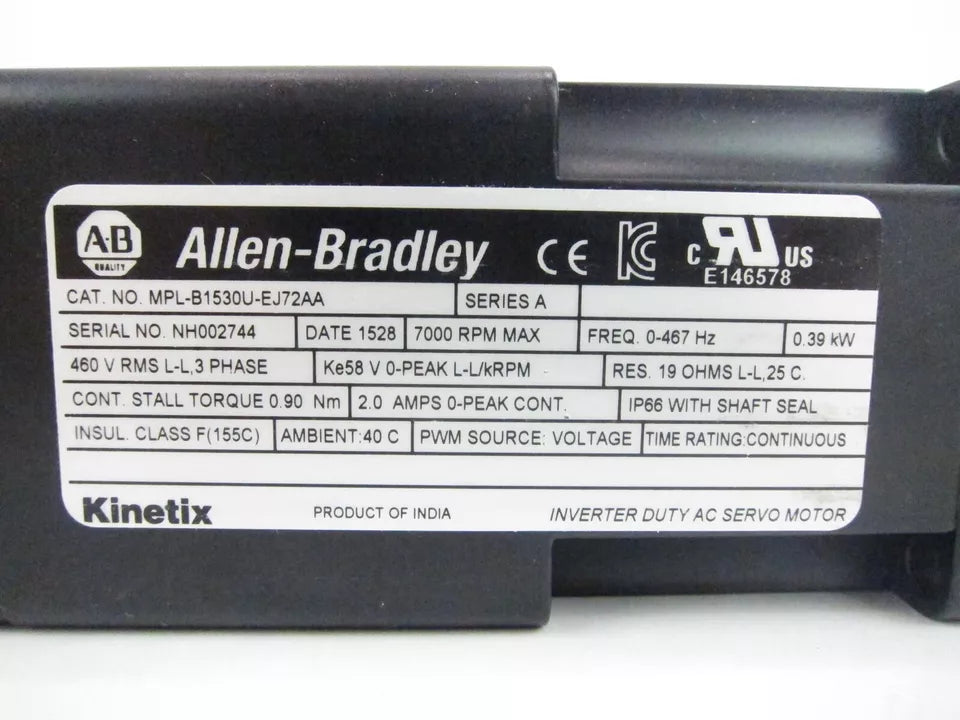 A-B QUALITY Allen-Bradley CE KC C RU US
E146578
CAT. NO. MPL-B1530U-EJ72AA SERIES A
SERIAL NO. NH002744 DATE 1528 7000 RPM MAX FREQ. 0-467 Hz 0.39 kW
460 V RMS L-L,3 PHASE Ke58 V 0-PEAK L-L/kRPM RES. 19 OHMS L-L,25 C.
CONT. STALL TORQUE 0.90 Nm 2.0 AMPS 0-PEAK CONT. IP66 WITH SHAFT SEAL
INSUL. CLASS F(155C) AMBIENT:40 C PWM SOURCE: VOLTAGE TIME RATING:CONTINUOUS
Kinetix PRODUCT OF INDIA INVERTER DUTY AC SERVO MOTOR